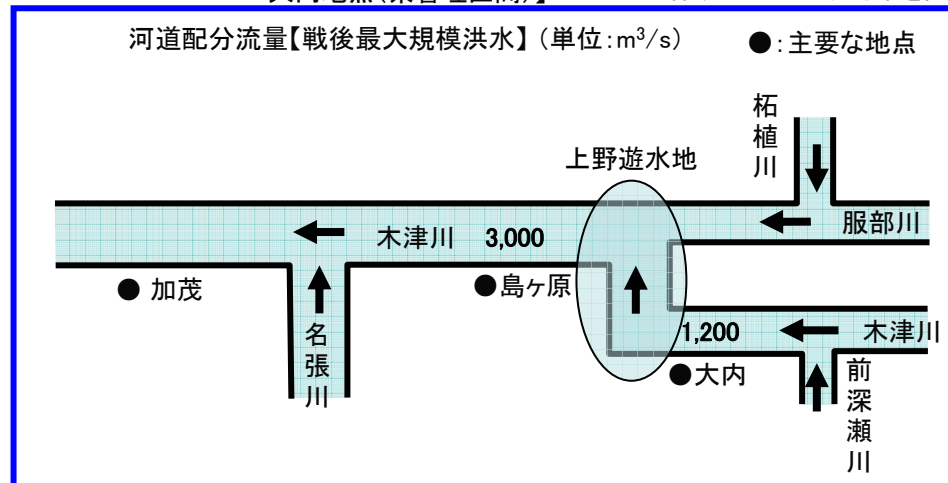 河道配分流量【戦後最大規模洪水】 (単位:m³/s)
●:主要な地点
柘植川
上野遊水地
服部川
木津川 3,000
●加茂
●島ヶ原
名張川
1,200
木津川
●大内
前深瀬川